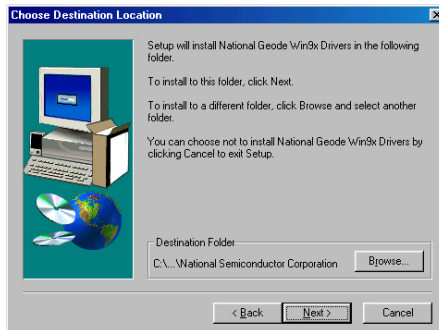 Choose Destination Location
Setup will install National Geode Win9x Drivers in the following
folder.
To install to this folder, click Next.
To install to a different folder, click Browse and select another
folder.
You can choose not to install National Geode Win9x Drivers by
clicking Cancel to exit Setup.
Destination Folder
C:\...\National Semiconductor Corporation
Browse...
< Back
Next >
Cancel